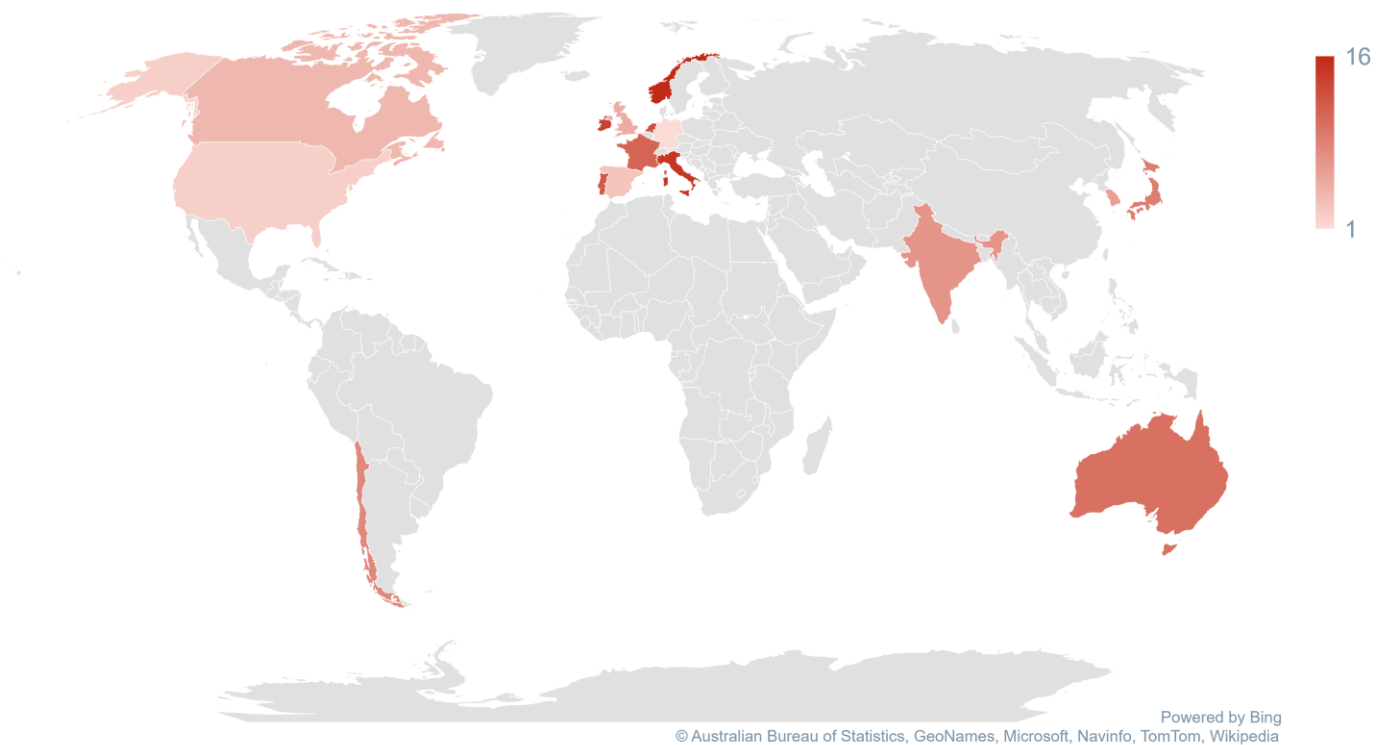 16
1
Powered by Bing
© Australian Bureau of Statistics, GeoNames, Microsoft, Navinfo, TomTom, Wikipedia